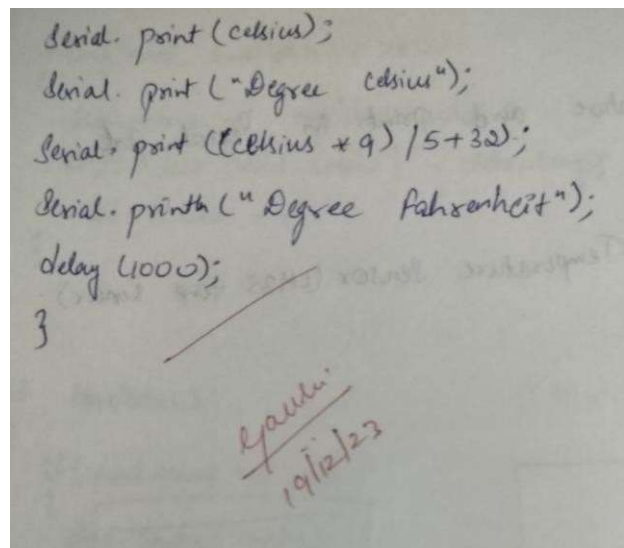 Serial. print (celsius);
Serial. print ("Degree celsius");
Serial. print ((celsius * 9) / 5 + 32);
Serial. println (" Degree Fahrenheit");
delay (1000);
}
19/12/23